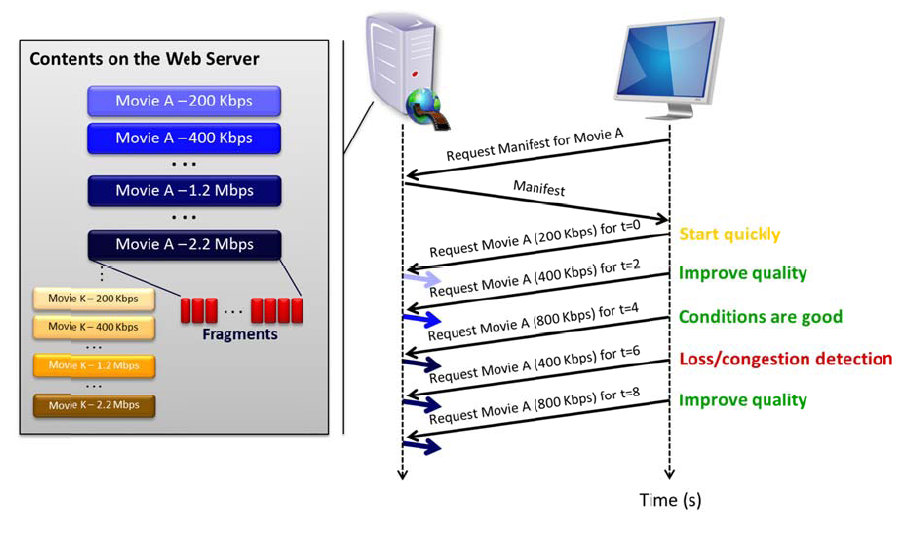 Contents on the Web Server
Movie A –200 Kbps
Movie A –400 Kbps
...
Movie A –1.2 Mbps
...
Movie A –2.2 Mbps
...
Movie K – 200 Kbps
Movie K – 400 Kbps
...
Movie K – 1.2 Mbps
...
Movie K – 2.2 Mbps
...
Fragments
Request Manifest for Movie A
Manifest
Request Movie A (200 Kbps) for t=0
Start quickly
Request Movie A (400 Kbps) for t=2
Improve quality
Request Movie A (800 Kbps) for t=4
Conditions are good
Request Movie A (400 Kbps) for t=6
Loss/congestion detection
Request Movie A (800 Kbps) for t=8
Improve quality
Time (s)